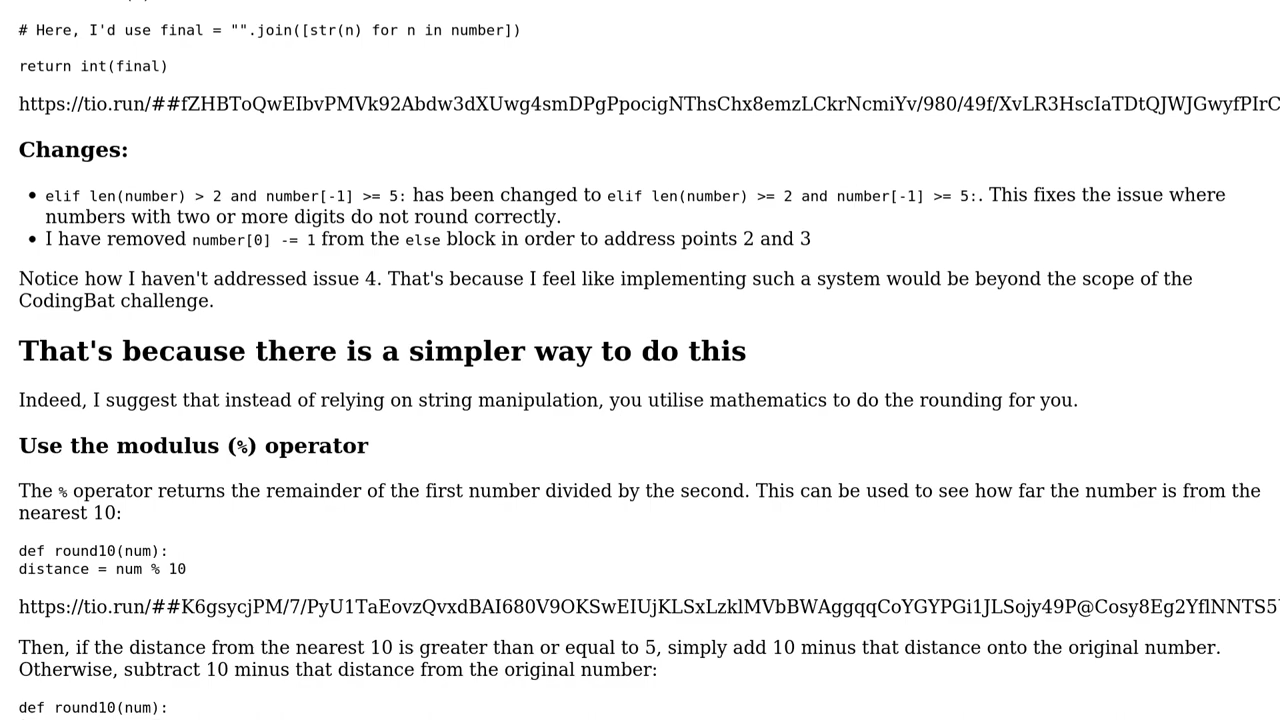 # Here, I'd use final = "".join([str(n) for n in number])
return int(final)
https://tio.run/##fZHBToQwEIbvPMVk92Abdw3dXUwg4smDPgPpocigNThsChx8emzLCkrNcmiYv/980/49f/XvLR3HscIaTDtQJWJGwyfPIrC
Changes:
• elif len(number) > 2 and number[-1] >= 5: has been changed to elif len(number) >= 2 and number[-1] >= 5:. This fixes the issue where
numbers with two or more digits do not round correctly.
• I have removed number[0] -= 1 from the else block in order to address points 2 and 3
Notice how I haven't addressed issue 4. That's because I feel like implementing such a system would be beyond the scope of the
CodingBat challenge.
That's because there is a simpler way to do this
Indeed, I suggest that instead of relying on string manipulation, you utilise mathematics to do the rounding for you.
Use the modulus (%) operator
The % operator returns the remainder of the first number divided by the second. This can be used to see how far the number is from the
nearest 10:
def round10(num):
distance = num % 10
https://tio.run/##K6gsycjPM/7/PyU1TaEovzQvxdBAI680V9OKSwEIUjKLSxLzklMVbBWAggqqCoYGYPGi1JLSojy49P@Cosy8Eg2YflNNTS5
Then, if the distance from the nearest 10 is greater than or equal to 5, simply add 10 minus that distance onto the original number.
Otherwise, subtract 10 minus that distance from the original number:
def round10(num):